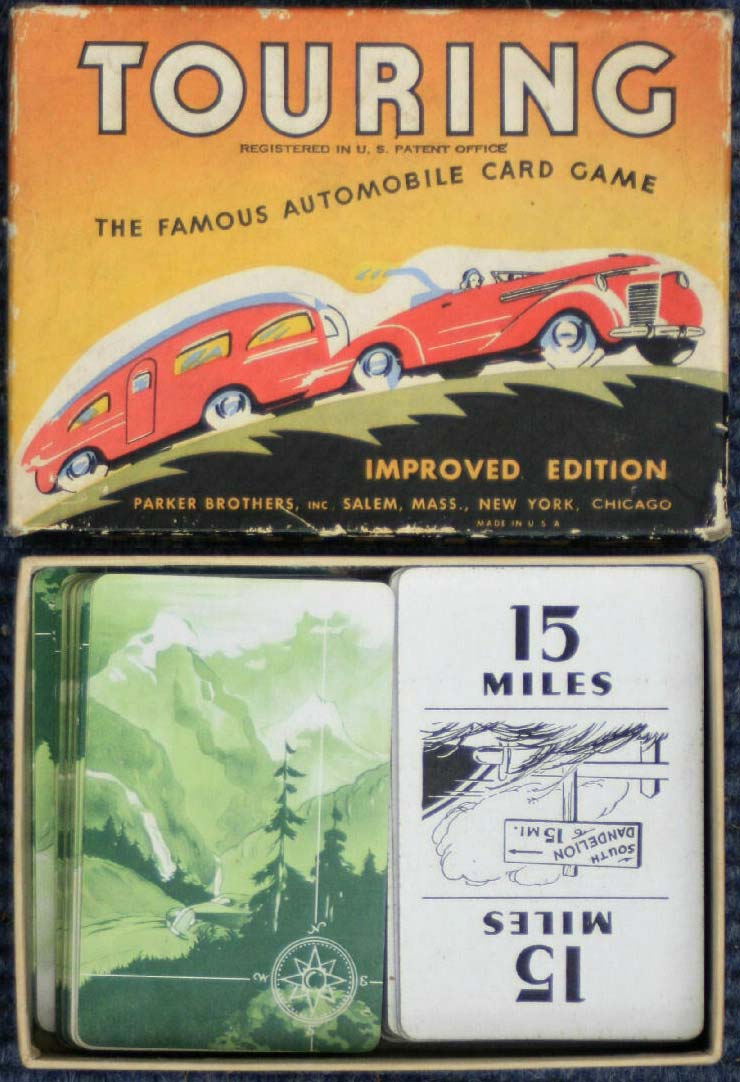 TOURING
REGISTERED IN U. S. PATENT OFFICE
THE FAMOUS AUTOMOBILE CARD GAME
IMPROVED EDITION
PARKER BROTHERS, INC. SALEM, MASS., NEW YORK, CHICAGO
MADE IN U S A
N
W E
S
15
MILES
SOUTH
DANDELION
15 MI.
15
MILES